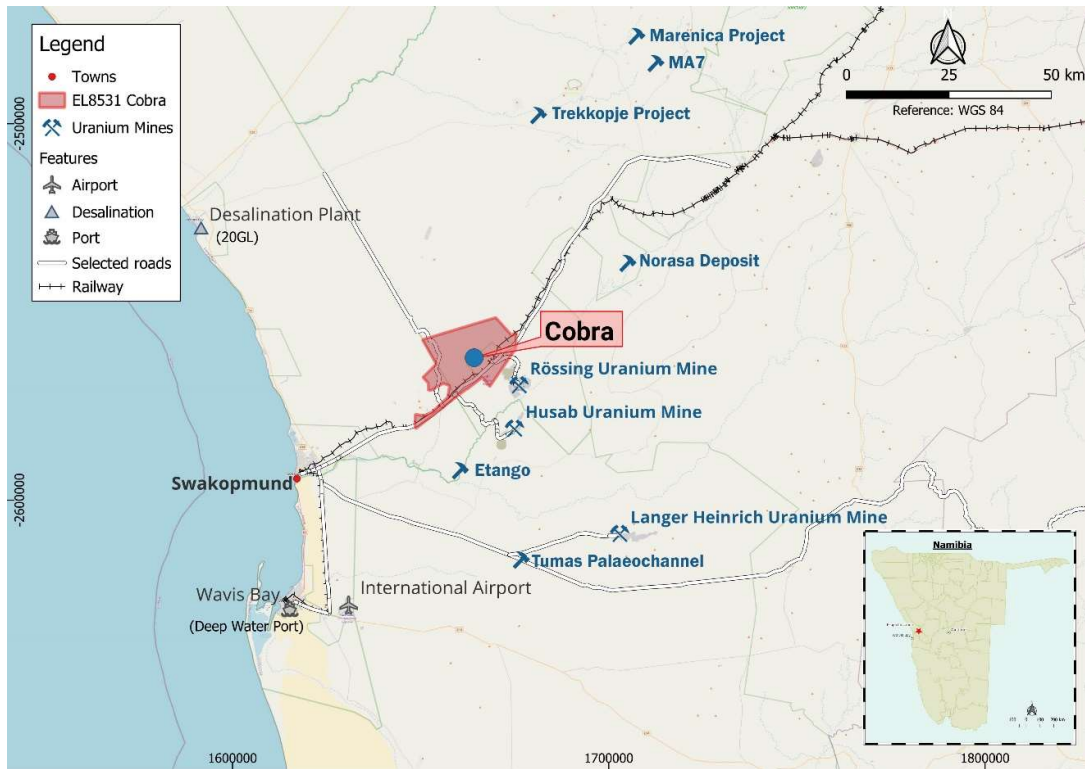 Legend
Towns
EL8531 Cobra
Uranium Mines
Features
Airport
Desalination
Port
Selected roads
Railway
Marenica Project
MA7
Trekkopje Project
0 25 50 km
Reference: WGS 84
-2500000
Desalination Plant
(20GL)
Norasa Deposit
Cobra
Rössing Uranium Mine
Husab Uranium Mine
Etango
Swakopmund
-2600000
Langer Heinrich Uranium Mine
Tumas Palaeochannel
Wavis Bay
(Deep Water Port)
International Airport
Namibia
1600000
1700000
1800000